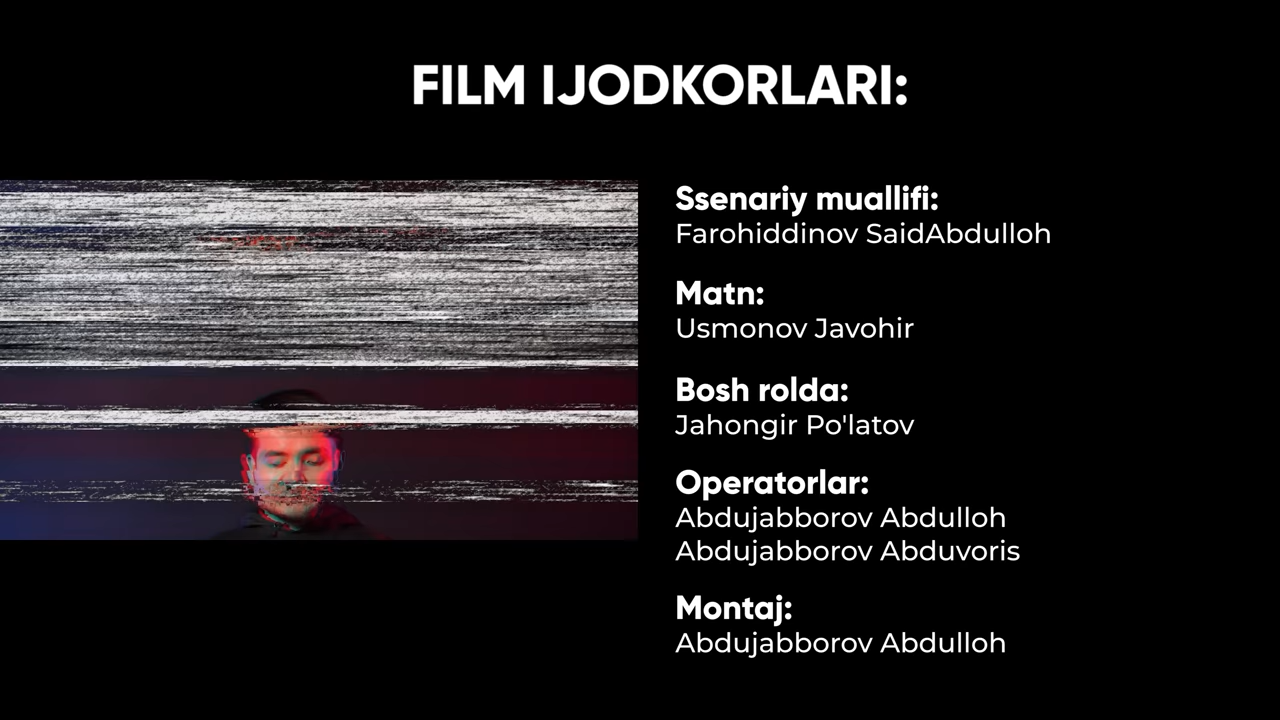 FILM IJODKORLARI:
Ssenariy muallifi:
Farohiddinov SaidAbdulloh
Matn:
Usmonov Javohir
Bosh rolda:
Jahongir Po'latov
Operatorlar:
Abdujabborov Abdulloh
Abdujabborov Abduvoris
Montaj:
Abdujabborov Abdulloh